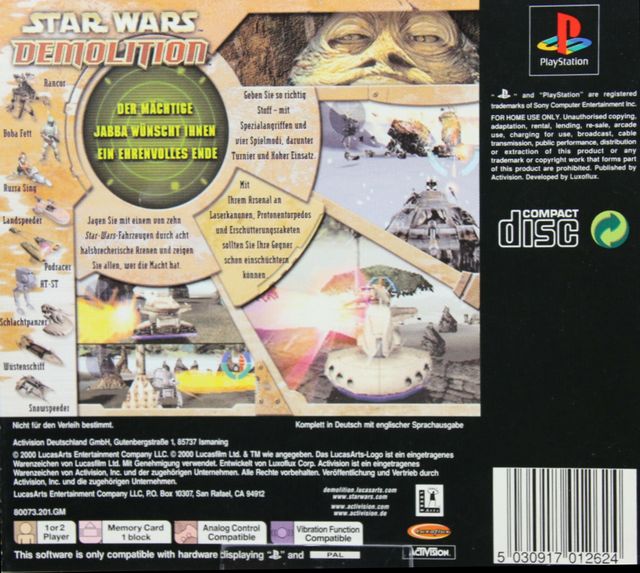 STAR WARS
DEMOLITION
Rancor
Boba Fett
Aurra Sing
Landspeeder
Podracer
AT-ST
Schlachtpanzer
Wüstenschiff
Snowspeeder
DER MÄCHTIGE
JABBA WÜNSCHT IHNEN
EIN EHRENVOLLES ENDE
Geben Sie so richtig
Stoff – mit
Spezialangriffen und
vier Spielmodi, darunter
Turnier und Hoher Einsatz.
Mit
Ihrem Arsenal an
Laserkanonen, Protonentorpedos
und Erschütterungsraketen
sollten Sie Ihre Gegner
schon einschüchtern
können
Jagen Sie mit einem von zehn
Star-Wars-Fahrzeugen durch acht
halsbrecherische Arenen und zeigen
Sie allen, wer die Macht hat.
PlayStation
" " and "PlayStation" are registered
trademarks of Sony Computer Entertainment Inc.
FOR HOME USE ONLY. Unauthorised copying,
adaptation, rental, lending, re-sale, arcade
use, charging for use, broadcast, cable
transmission, public performance, distribution
or extraction of this product or any
trademark or copyright work that forms part
of this product are prohibited. Published by
Activision. Developed by Luxoflux.
COMPACT
disc
Nicht für den Verleih bestimmt.
Komplett in Deutsch mit englischer Sprachausgabe
Activision Deutschland GmbH, Gutenbergstraße 1, 85737 Ismaning
© 2000 LucasArts Entertainment Company LLC. © 2000 Lucasfilm Ltd. & TM wie angegeben. Das LucasArts-Logo ist ein eingetragenes
Warenzeichen von Lucasfilm Ltd. Mit Genehmigung verwendet. Entwickelt von Luxoflux Corp. Activision ist ein eingetragenes
Warenzeichen von Activision, Inc. und der zugehörigen Unternehmen. Alle Rechte vorbehalten. Veröffentlichung und Vertrieb durch
Activision, Inc. und die zugehörigen Unternehmen.
LucasArts Entertainment Company LLC, P.O. Box 10307, San Rafael, CA 94912
demolition.lucasarts.com
www.starwars.com
www.activision.de
80073.201.GM
1 or 2
Player
Memory Card
1 block
Analog Control
Compatible
Vibration Function
Compatible
Luxoflux
ACTIVISION
This software is only compatible with hardware displaying " " and PAL
5 030917 012624